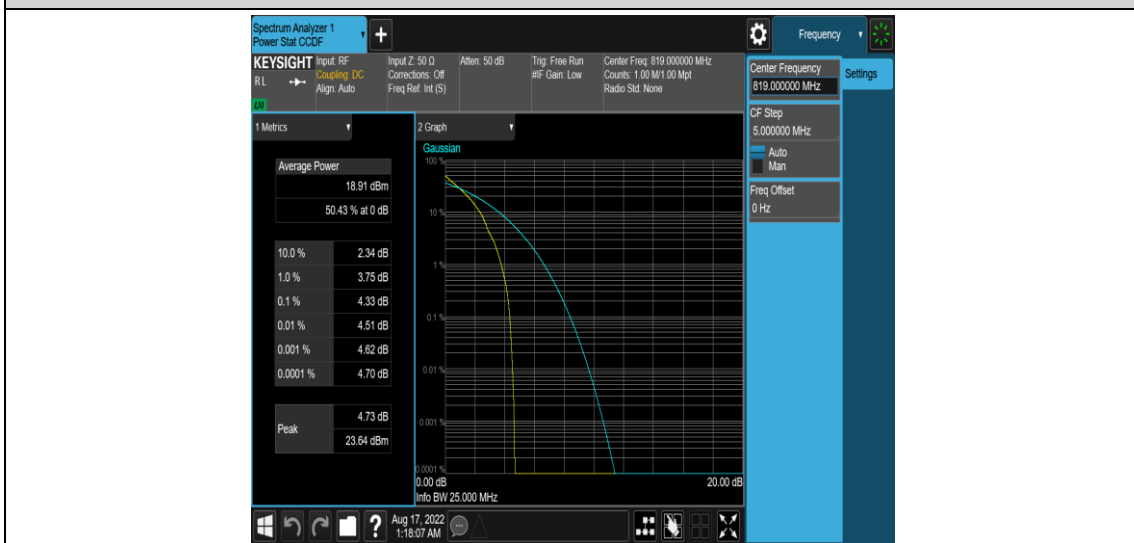 Spectrum Analyzer 1
Power Stat CCDF
+
Frequency
KEYSIGHT
RL
LXI
Input: RF
Coupling: DC
Align: Auto
Input Z: 50 Ω
Corrections: Off
Freq Ref: Int (S)
Atten: 50 dB
Trig: Free Run
#IF Gain: Low
Center Freq: 819.000000 MHz
Counts: 1.00 M/1.00 Mpt
Radio Std: None
Center Frequency
819.000000 MHz
Settings
CF Step
5.000000 MHz
Auto
Man
Freq Offset
0 Hz
1 Metrics
Average Power
18.91 dBm
50.43 % at 0 dB
10.0 % 2.34 dB
1.0 % 3.75 dB
0.1 % 4.33 dB
0.01 % 4.51 dB
0.001 % 4.62 dB
0.0001 % 4.70 dB
Peak
4.73 dB
23.64 dBm
2 Graph
Gaussian
100 %
10 %
1 %
0.1 %
0.01 %
0.001 %
0.0001 %
0.00 dB 20.00 dB
Info BW 25.000 MHz
?
Aug 17, 2022
1:18:07 AM